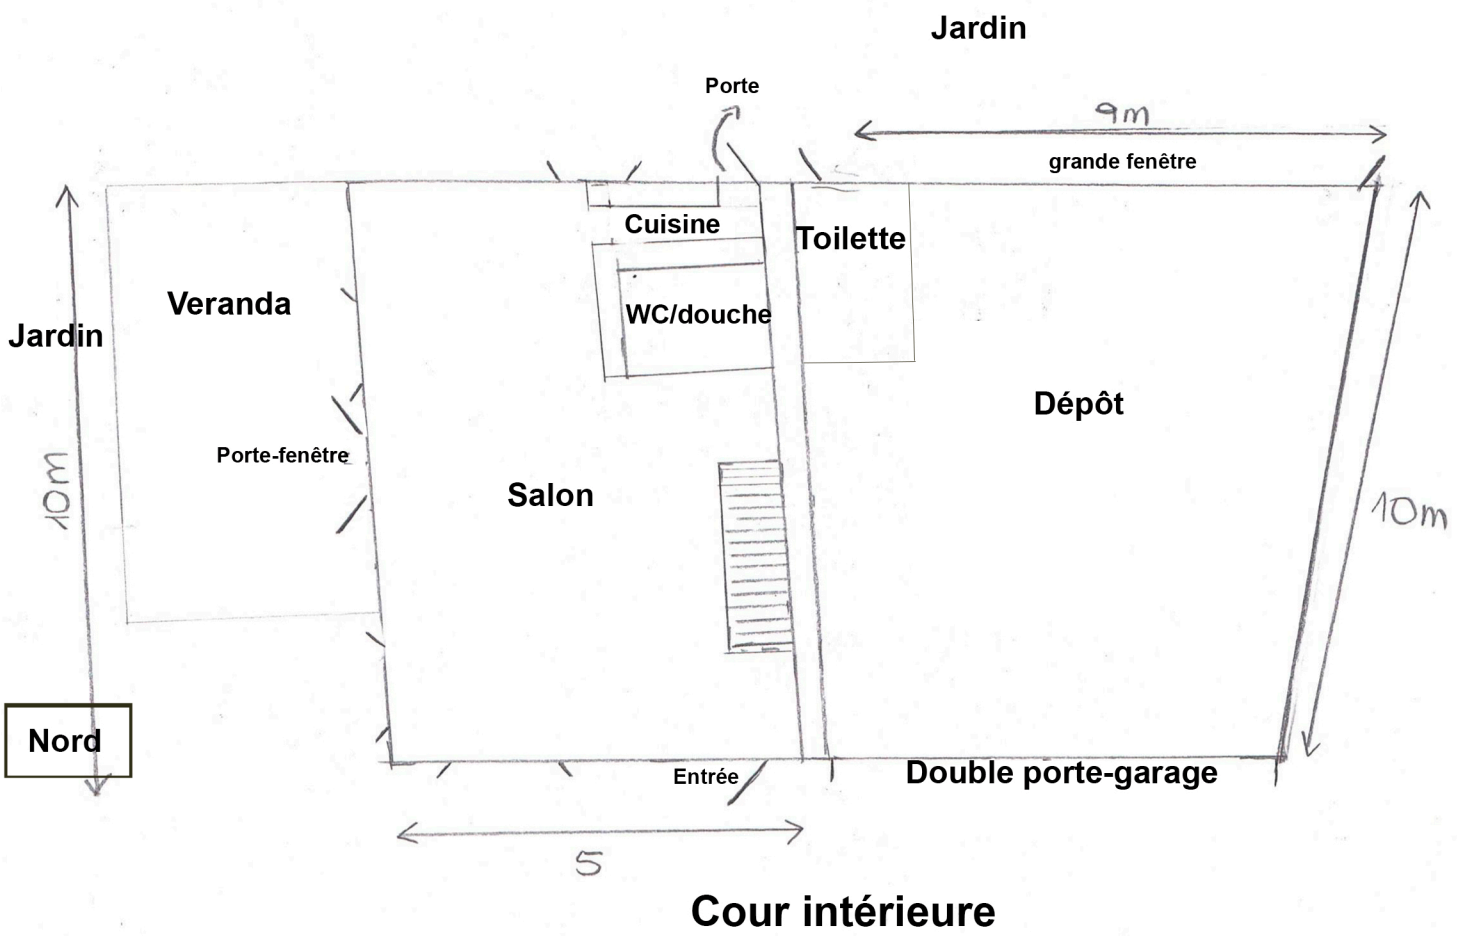 Jardin
Porte
9m
grande fenêtre
Cuisine
Toilette
Veranda
WC/douche
Jardin
Dépôt
Porte-fenêtre
10m
Salon
10m
Nord
Entrée
Double porte-garage
5
Cour intérieure